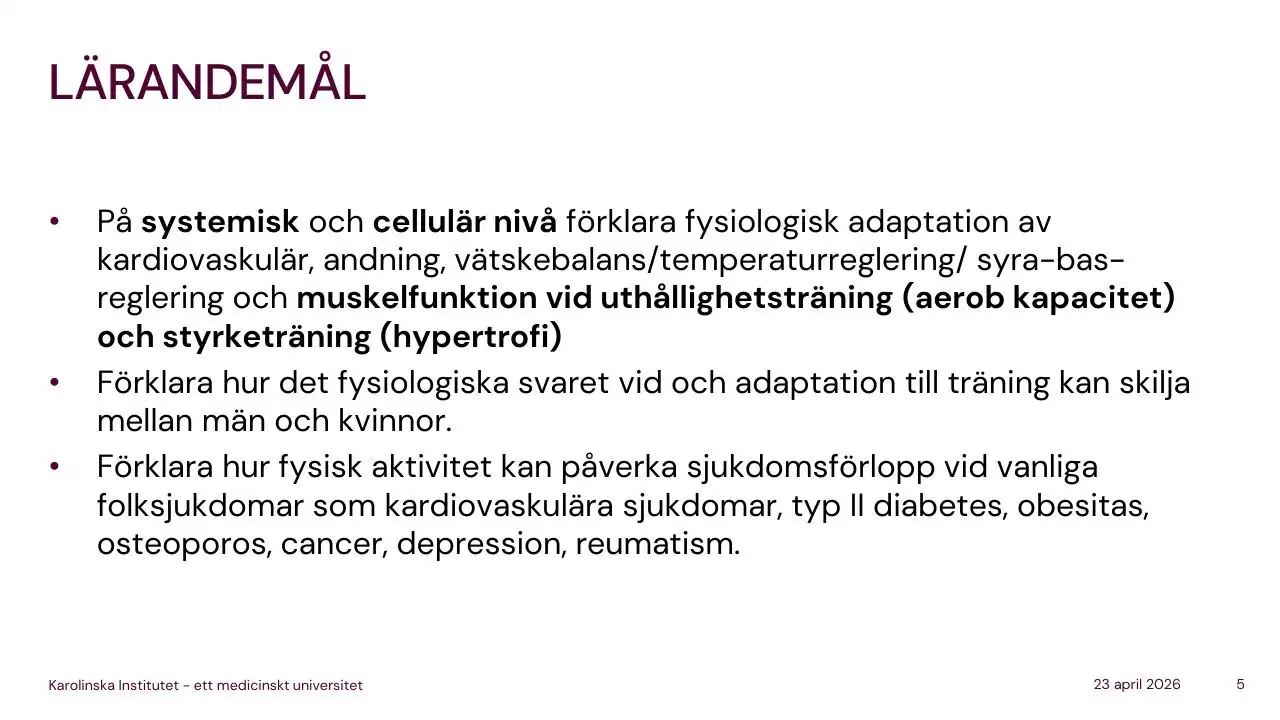 LÄRANDEMÅL
• På systemisk och cellulär nivå förklara fysiologisk adaptation av
kardiovaskulär, andning, vätskebalans/temperaturreglering/ syra-bas-
reglering och muskelfunktion vid uthållighetsträning (aerob kapacitet)
och styrketräning (hypertrofi)
• Förklara hur det fysiologiska svaret vid och adaptation till träning kan skilja
mellan män och kvinnor.
• Förklara hur fysisk aktivitet kan påverka sjukdomsförlopp vid vanliga
folksjukdomar som kardiovaskulära sjukdomar, typ II diabetes, obesitas,
osteoporos, cancer, depression, reumatism.
Karolinska Institutet - ett medicinskt universitet
23 april 2026
5